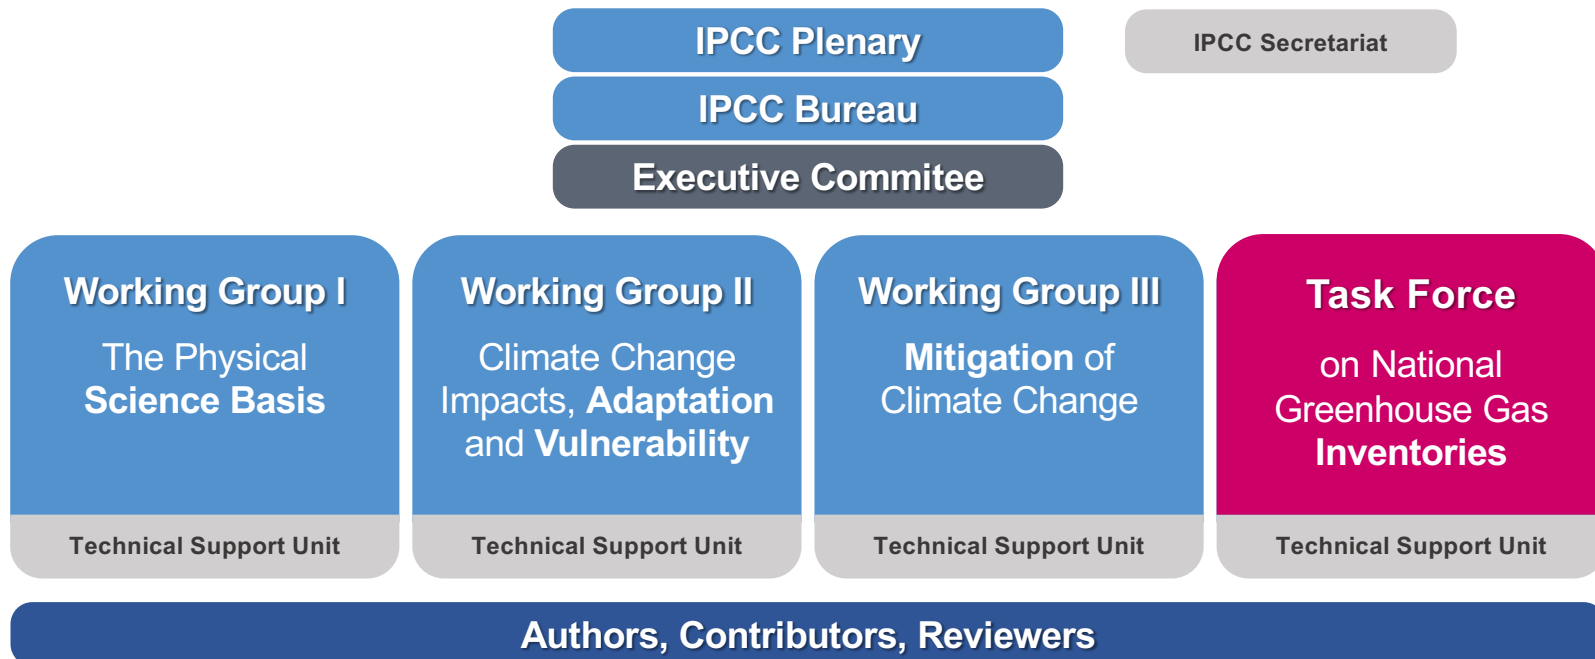 IPCC Plenary
IPCC Secretariat
IPCC Bureau
Executive Commitee
Working Group I
The Physical
Science Basis
Technical Support Unit
Working Group II
Climate Change
Impacts, Adaptation
and Vulnerability
Technical Support Unit
Working Group III
Mitigation of
Climate Change
Technical Support Unit
Task Force
on National
Greenhouse Gas
Inventories
Technical Support Unit
Authors, Contributors, Reviewers